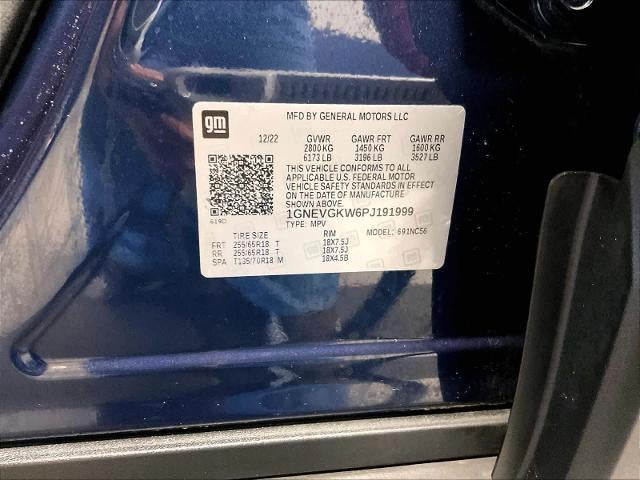 gm
MFD BY GENERAL MOTORS LLC
12/22 GVWR GAWR FRT GAWR RR
2800 KG 1450 KG 1600 KG
6173 LB 3196 LB 3527 LB
THIS VEHICLE CONFORMS TO ALL
APPLICABLE U.S. FEDERAL MOTOR
VEHICLE SAFETY STANDARDS IN EFFECT
ON THE DATE OF MANUFACTURE
SHOWN ABOVE.
1GNEVGKW6PJ191999
619D
TYPE: MPV
TIRE SIZE RIM MODEL: 691NC56
FRT 255/65R18 T 18X7.5J
RR 255/65R18 T 18X7.5J
SPA T135/70R18 M 18X4.5B